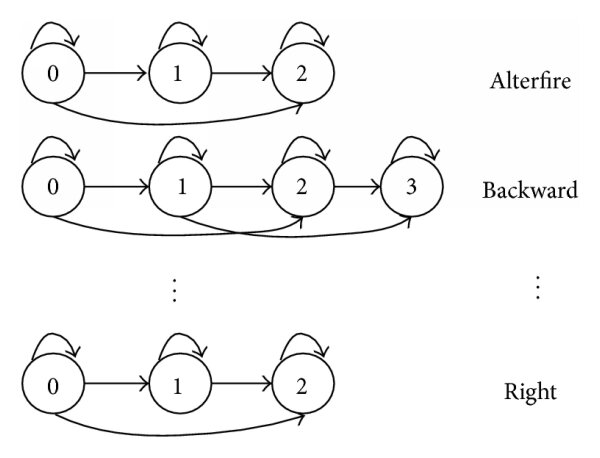 0 1 2 Alterfire
0 1 2 3 Backward
⋮ ⋮
0 1 2 Right